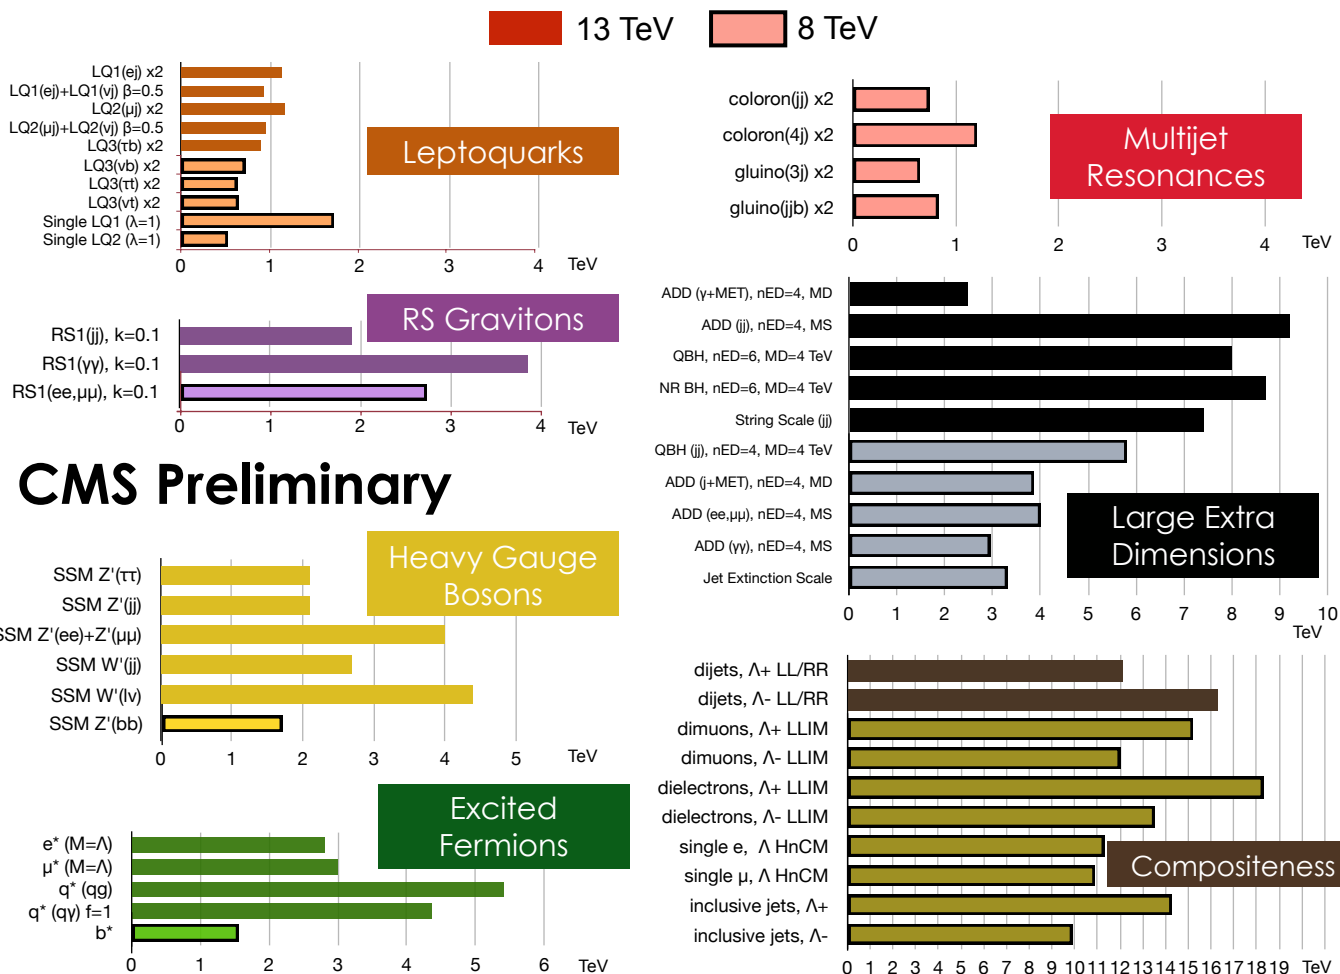 13 TeV 8 TeV
LQ1(ej) x2
LQ1(ej)+LQ1(νj) β=0.5
LQ2(μj) x2
LQ2(μj)+LQ2(νj) β=0.5
LQ3(τb) x2
LQ3(νb) x2
LQ3(τt) x2
LQ3(νt) x2
Single LQ1 (λ=1)
Single LQ2 (λ=1)
0 1 2 3 4 TeV
Leptoquarks
RS Gravitons
RS1(jj), k=0.1
RS1(γγ), k=0.1
RS1(ee,μμ), k=0.1
0 1 2 3 4 TeV
CMS Preliminary
Heavy Gauge
Bosons
SSM Z'(ττ)
SSM Z'(jj)
SSM Z'(ee)+Z'(μμ)
SSM W'(jj)
SSM W'(lν)
SSM Z'(bb)
0 1 2 3 4 5 TeV
Excited
Fermions
e* (M=Λ)
μ* (M=Λ)
q* (qg)
q* (qγ) f=1
b*
0 1 2 3 4 5 6 TeV
coloron(jj) x2
coloron(4j) x2
gluino(3j) x2
gluino(jjb) x2
0 1 2 3 4 TeV
Multijet
Resonances
ADD (γ+MET), nED=4, MD
ADD (jj), nED=4, MS
QBH, nED=6, MD=4 TeV
NR BH, nED=6, MD=4 TeV
String Scale (jj)
QBH (jj), nED=4, MD=4 TeV
ADD (j+MET), nED=4, MD
ADD (ee,μμ), nED=4, MS
ADD (γγ), nED=4, MS
Jet Extinction Scale
0 1 2 3 4 5 6 7 8 9 10
TeV
Large Extra
Dimensions
dijets, Λ+ LL/RR
dijets, Λ- LL/RR
dimuons, Λ+ LLIM
dimuons, Λ- LLIM
dielectrons, Λ+ LLIM
dielectrons, Λ- LLIM
single e, Λ HnCM
single μ, Λ HnCM
inclusive jets, Λ+
inclusive jets, Λ-
0 1 2 3 4 5 6 7 8 9 10 11 12 13 14 15 16 17 18 19 TeV
Compositeness